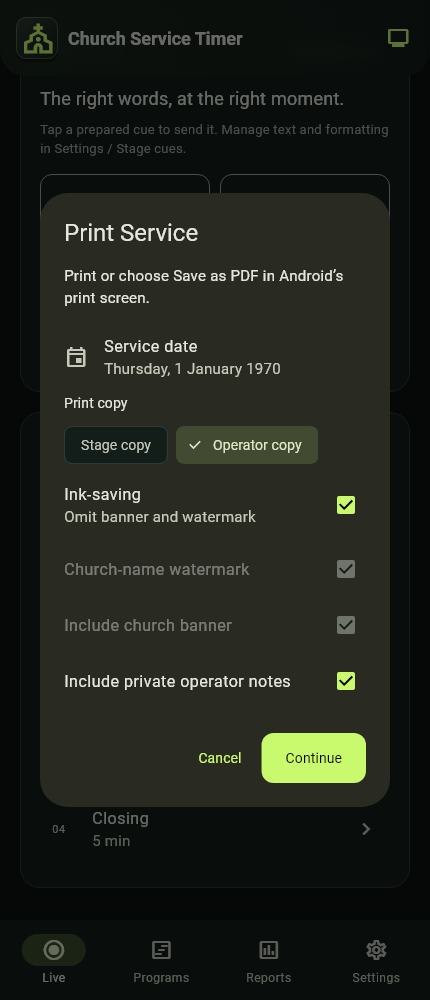 Church Service Timer
The right words, at the right moment.
Tap a prepared cue to send it. Manage text and formatting
in Settings / Stage cues.
Print Service
Print or choose Save as PDF in Android’s
print screen.
Service date
Thursday, 1 January 1970
Print copy
Stage copy
Operator copy
Ink-saving
Omit banner and watermark
Church-name watermark
Include church banner
Include private operator notes
Cancel
Continue
04
Closing
5 min
Live
Programs
Reports
Settings